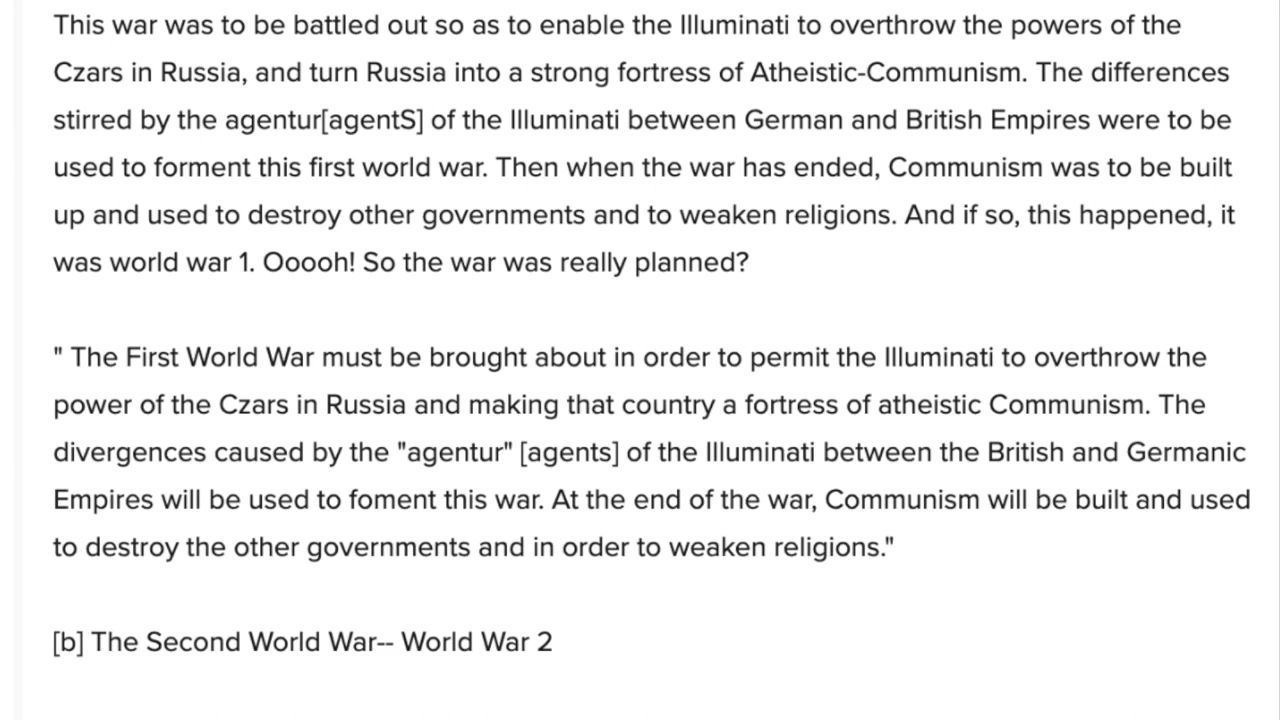 This war was to be battled out so as to enable the Illuminati to overthrow the powers of the
Czars in Russia, and turn Russia into a strong fortress of Atheistic-Communism. The differences
stirred by the agentur[agentS] of the Illuminati between German and British Empires were to be
used to forment this first world war. Then when the war has ended, Communism was to be built
up and used to destroy other governments and to weaken religions. And if so, this happened, it
was world war 1. Ooooh! So the war was really planned?
" The First World War must be brought about in order to permit the Illuminati to overthrow the
power of the Czars in Russia and making that country a fortress of atheistic Communism. The
divergences caused by the "agentur" [agents] of the Illuminati between the British and Germanic
Empires will be used to foment this war. At the end of the war, Communism will be built and used
to destroy the other governments and in order to weaken religions."
[b] The Second World War-- World War 2